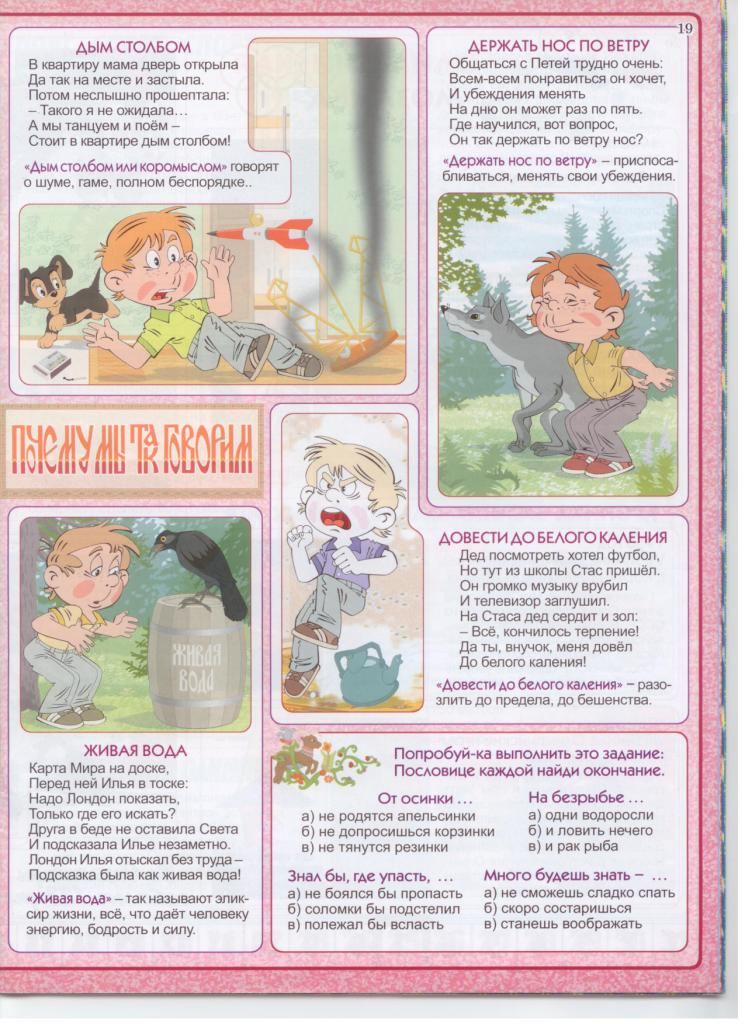 19
ДЫМ СТОЛБОМ
В квартиру мама дверь открыла
Да так на месте и застыла.
Потом неслышно прошептала:
– Такого я не ожидала...
А мы танцуем и поём –
Стоит в квартире дым столбом!
«Дым столбом или коромыслом» говорят
о шуме, гаме, полном беспорядке..
ДЕРЖАТЬ НОС ПО ВЕТРУ
Общаться с Петей трудно очень:
Всем-всем понравиться он хочет,
И убеждения менять
На дню он может раз по пять.
Где научился, вот вопрос,
Он так держать по ветру нос?
«Держать нос по ветру» – приспоса-
бливаться, менять свои убеждения.
ПОЧЕМУ МЫ ТАК ГОВОРИМ
ЖИВАЯ
ВОДА
ЖИВАЯ ВОДА
Карта Мира на доске,
Перед ней Илья в тоске:
Надо Лондон показать,
Только где его искать?
Друга в беде не оставила Света
И подсказала Илье незаметно.
Лондон Илья отыскал без труда –
Подсказка была как живая вода!
«Живая вода» – так называют элик-
сир жизни, всё, что даёт человеку
энергию, бодрость и силу.
ДОВЕСТИ ДО БЕЛОГО КАЛЕНИЯ
Дед посмотреть хотел футбол,
Но тут из школы Стас пришёл.
Он громко музыку врубил
И телевизор заглушил.
На Стаса дед сердит и зол:
– Всё, кончилось терпение!
Да ты, внучок, меня довёл
До белого каления!
«Довести до белого каления» – разо-
злить до предела, до бешенства.
Попробуй-ка выполнить это задание:
Пословице каждой найди окончание.
От осинки ...
а) не родятся апельсинки
б) не допросишься корзинки
в) не тянутся резинки
На безрыбье ...
а) одни водоросли
б) и ловить нечего
в) и рак рыба
Знал бы, где упасть, ...
а) не боялся бы пропасть
б) соломки бы подстелил
в) полежал бы всласть
Много будешь знать – ...
а) не сможешь сладко спать
б) скоро состаришься
в) станешь воображать